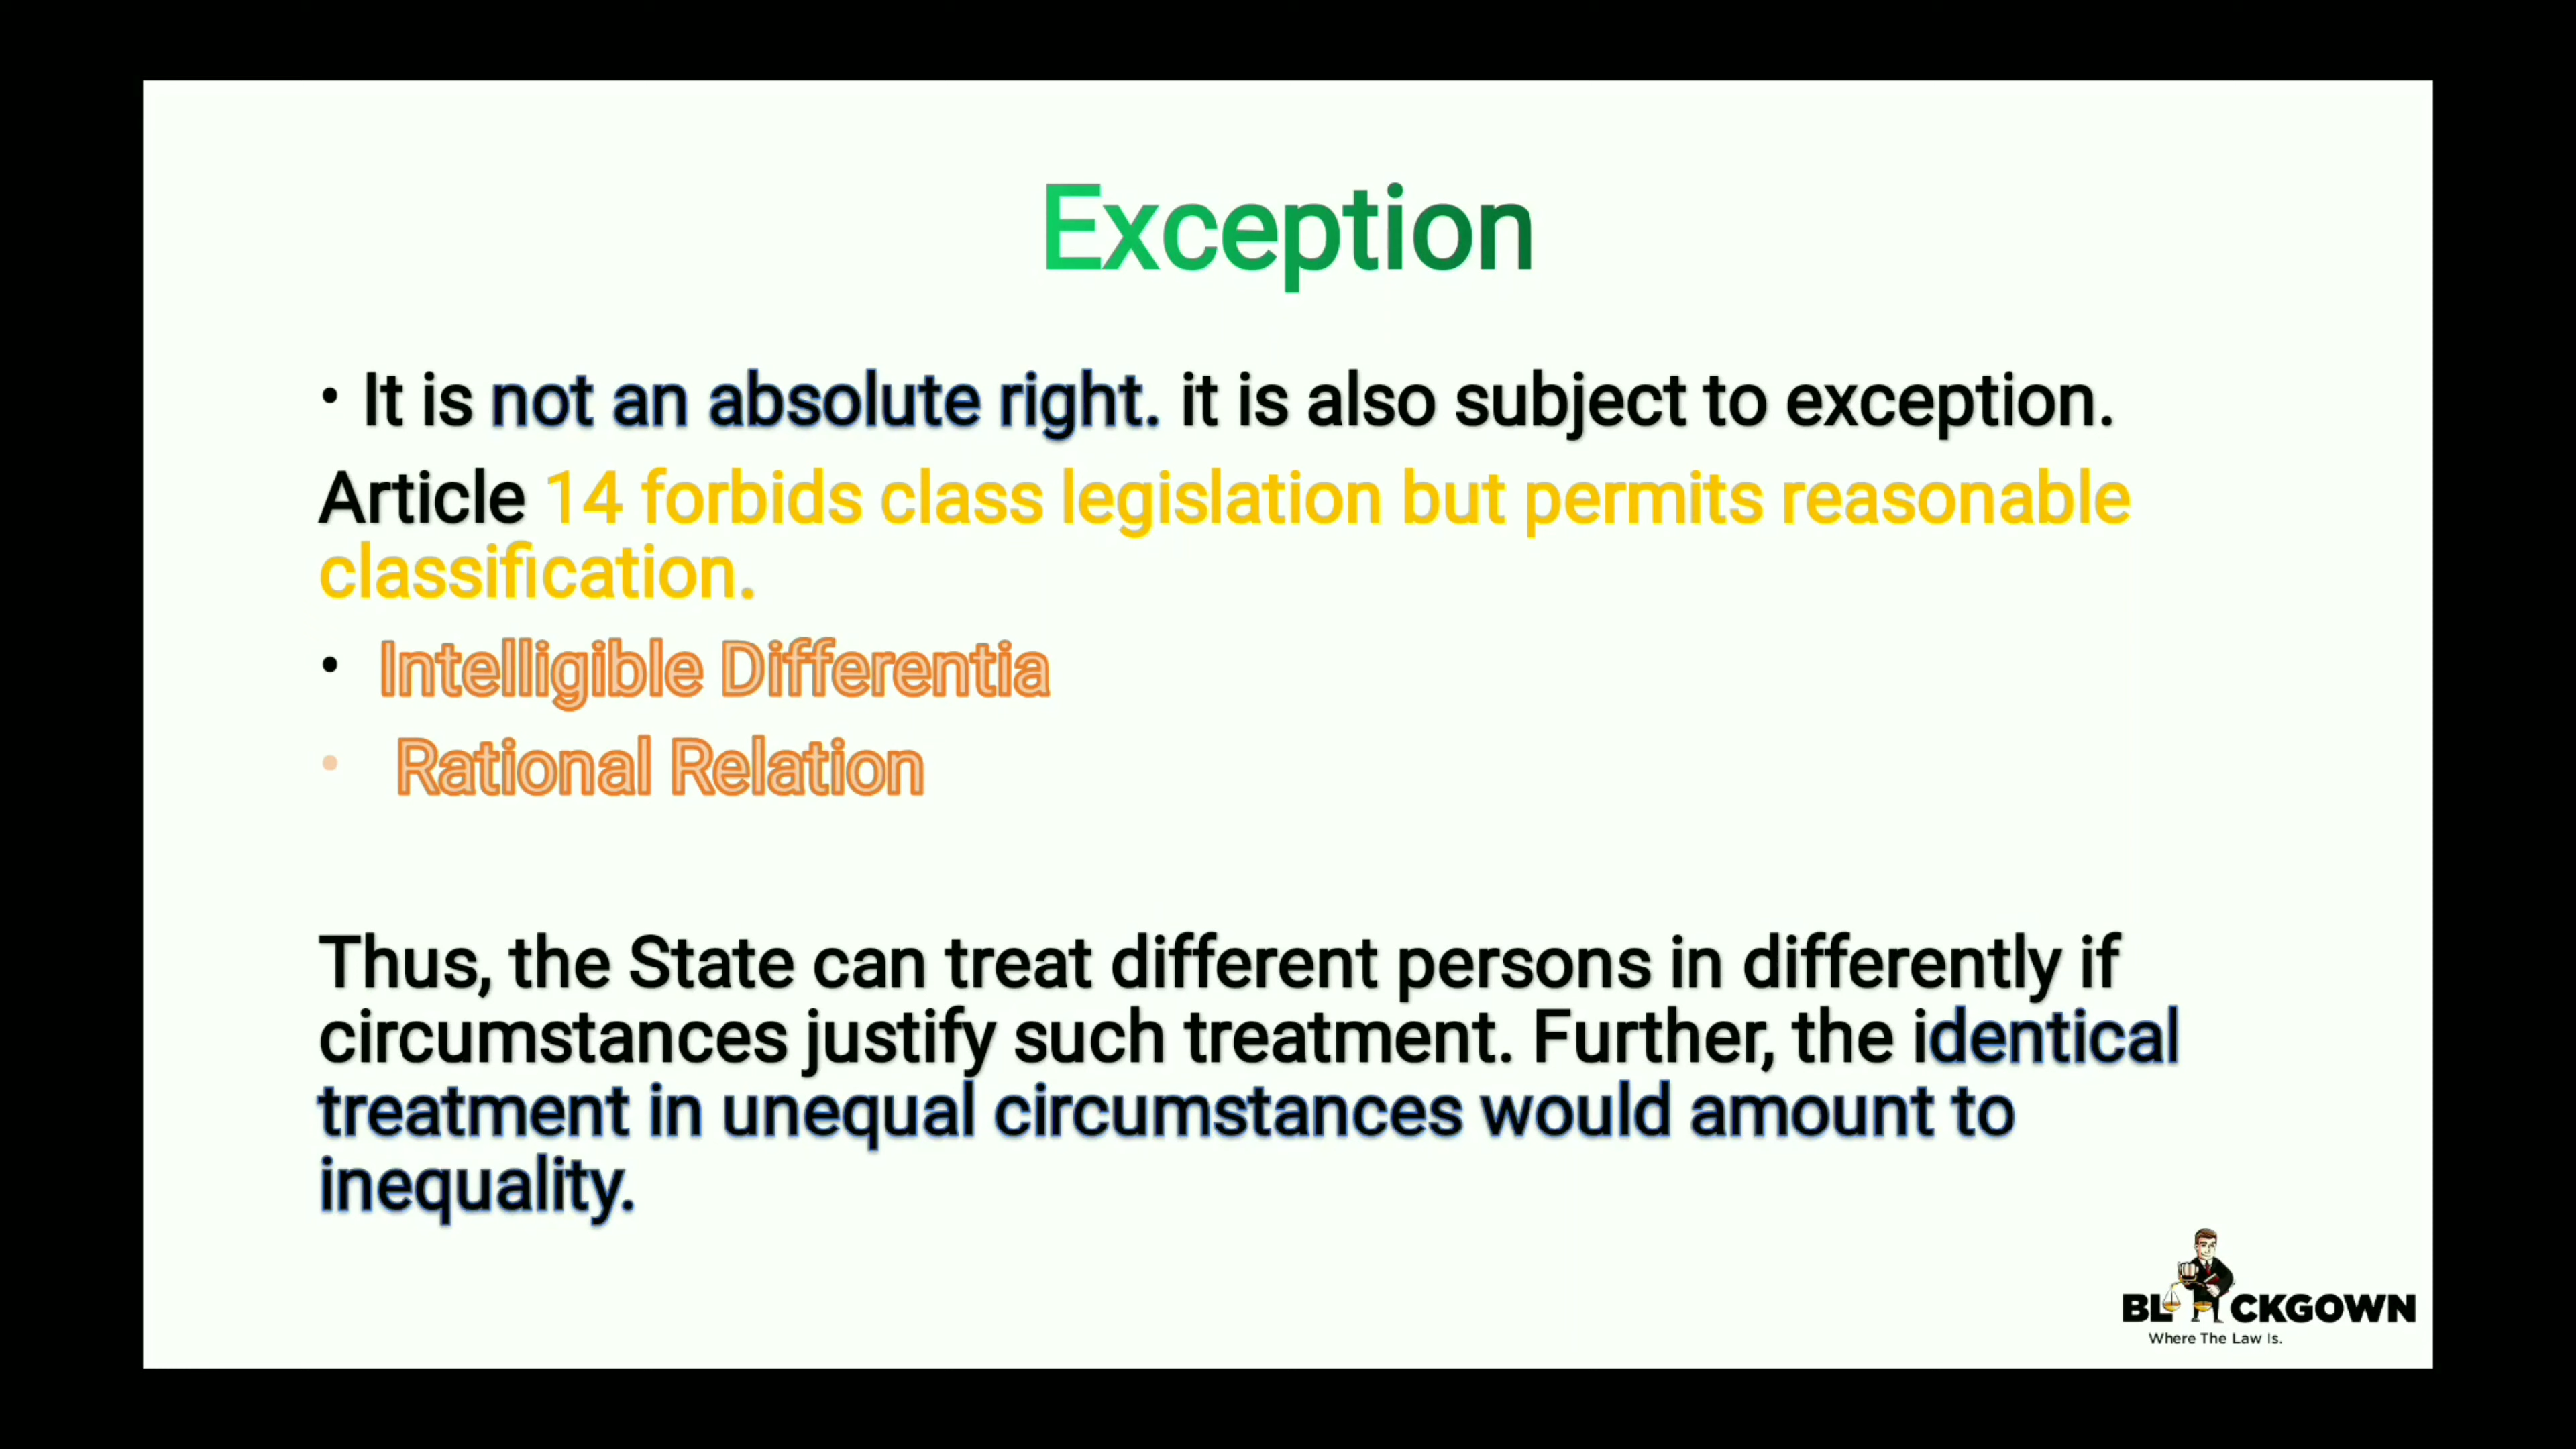 Exception
• It is not an absolute right. it is also subject to exception.
Article 14 forbids class legislation but permits reasonable
classification.
• Intelligible Differentia
• Rational Relation
Thus, the State can treat different persons in differently if
circumstances justify such treatment. Further, the identical
treatment in unequal circumstances would amount to
inequality.
BLACKGOWN
Where The Law Is.